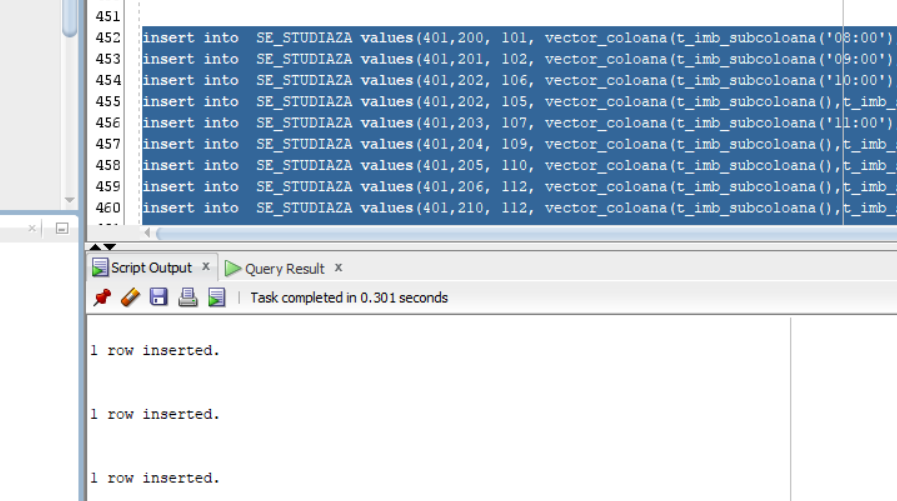 451
452 insert into  SE_STUDIAZA values(401,200, 101, vector_coloana(t_imb_subcoloana('08:00')
453 insert into  SE_STUDIAZA values(401,201, 102, vector_coloana(t_imb_subcoloana('09:00')
454 insert into  SE_STUDIAZA values(401,202, 106, vector_coloana(t_imb_subcoloana('10:00')
455 insert into  SE_STUDIAZA values(401,202, 105, vector_coloana(t_imb_subcoloana(),t_imb_
456 insert into  SE_STUDIAZA values(401,203, 107, vector_coloana(t_imb_subcoloana('11:00')
457 insert into  SE_STUDIAZA values(401,204, 109, vector_coloana(t_imb_subcoloana(),t_imb_s
458 insert into  SE_STUDIAZA values(401,205, 110, vector_coloana(t_imb_subcoloana(),t_imb_s
459 insert into  SE_STUDIAZA values(401,206, 112, vector_coloana(t_imb_subcoloana(),t_imb_s
460 insert into  SE_STUDIAZA values(401,210, 112, vector_coloana(t_imb_subcoloana(),t_imb_s
Script Output x Query Result x
Task completed in 0.301 seconds
1 row inserted.
1 row inserted.
1 row inserted.